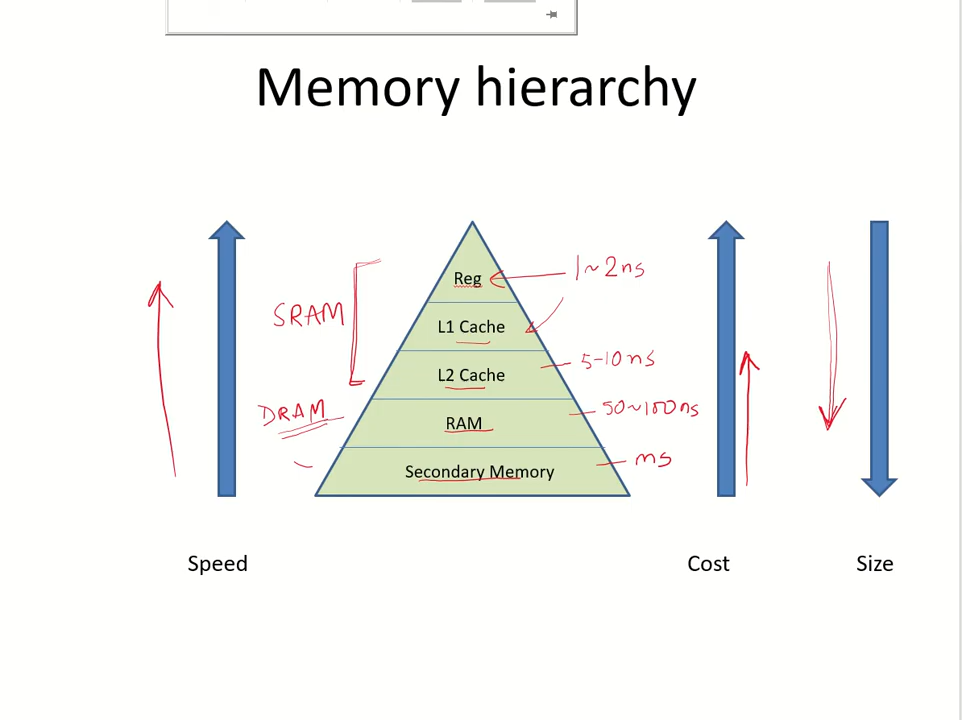 Memory hierarchy
Reg
1~2ns
SRAM
L1 Cache
L2 Cache
5-10ns
DRAM
RAM
50~100ns
Secondary Memory
ms
Speed
Cost
Size